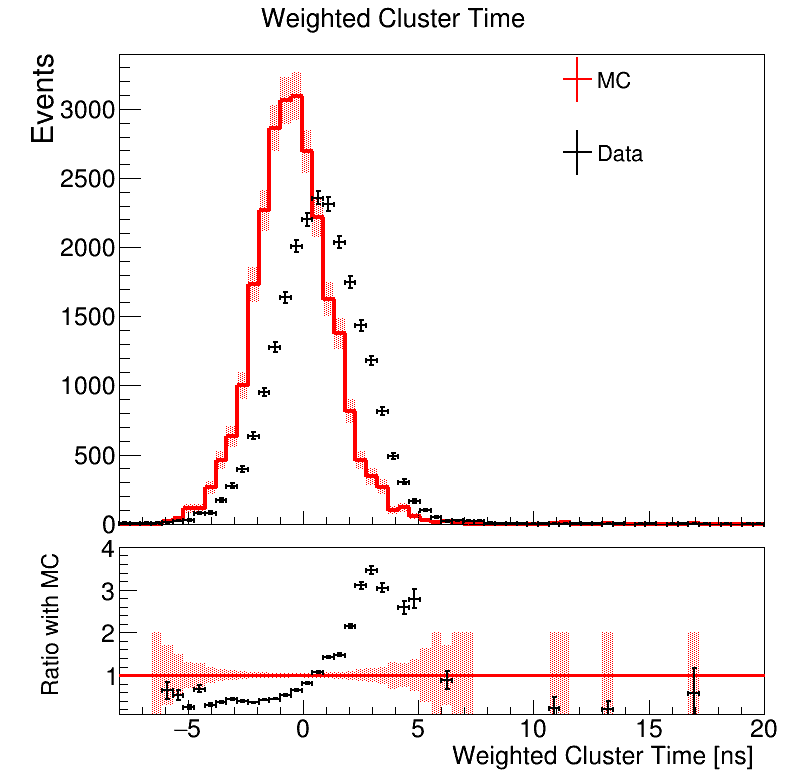 Weighted Cluster Time
Events
3000
2500
2000
1500
1000
500
0
MC
Data
Ratio with MC
4
3
2
1
−5 0 5 10 15 20
Weighted Cluster Time [ns]